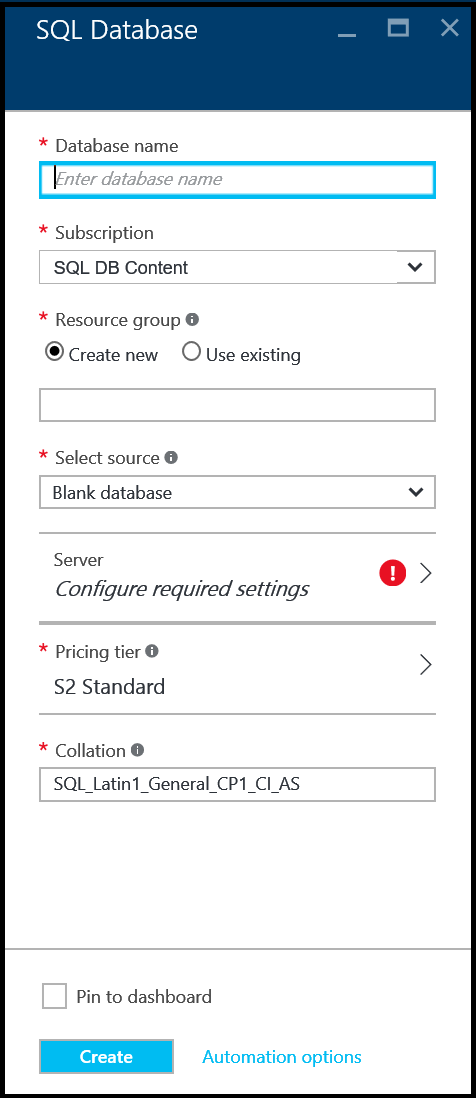 SQL Database
* Database name
Enter database name
* Subscription
SQL DB Content
* Resource group
Create new Use existing
* Select source
Blank database
Server
Configure required settings
* Pricing tier
S2 Standard
* Collation
SQL_Latin1_General_CP1_CI_AS
Pin to dashboard
Create Automation options